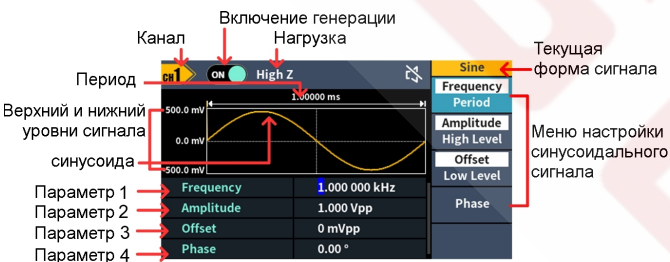 Включение генерации
Канал
Нагрузка
Текущая
форма сигнала
CH1
ON
High Z
Sine
Период
1.00000 ms
Frequency
Period
Верхний и нижний
уровни сигнала
500.0 mV
0.0 mV
-500.0 mV
синусоида
Amplitude
High Level
Offset
Low Level
Phase
Меню настройки
синусоидального
сигнала
Параметр 1
Frequency
1.000 000 kHz
Параметр 2
Amplitude
1.000 Vpp
Параметр 3
Offset
0 mVpp
Параметр 4
Phase
0.00 °